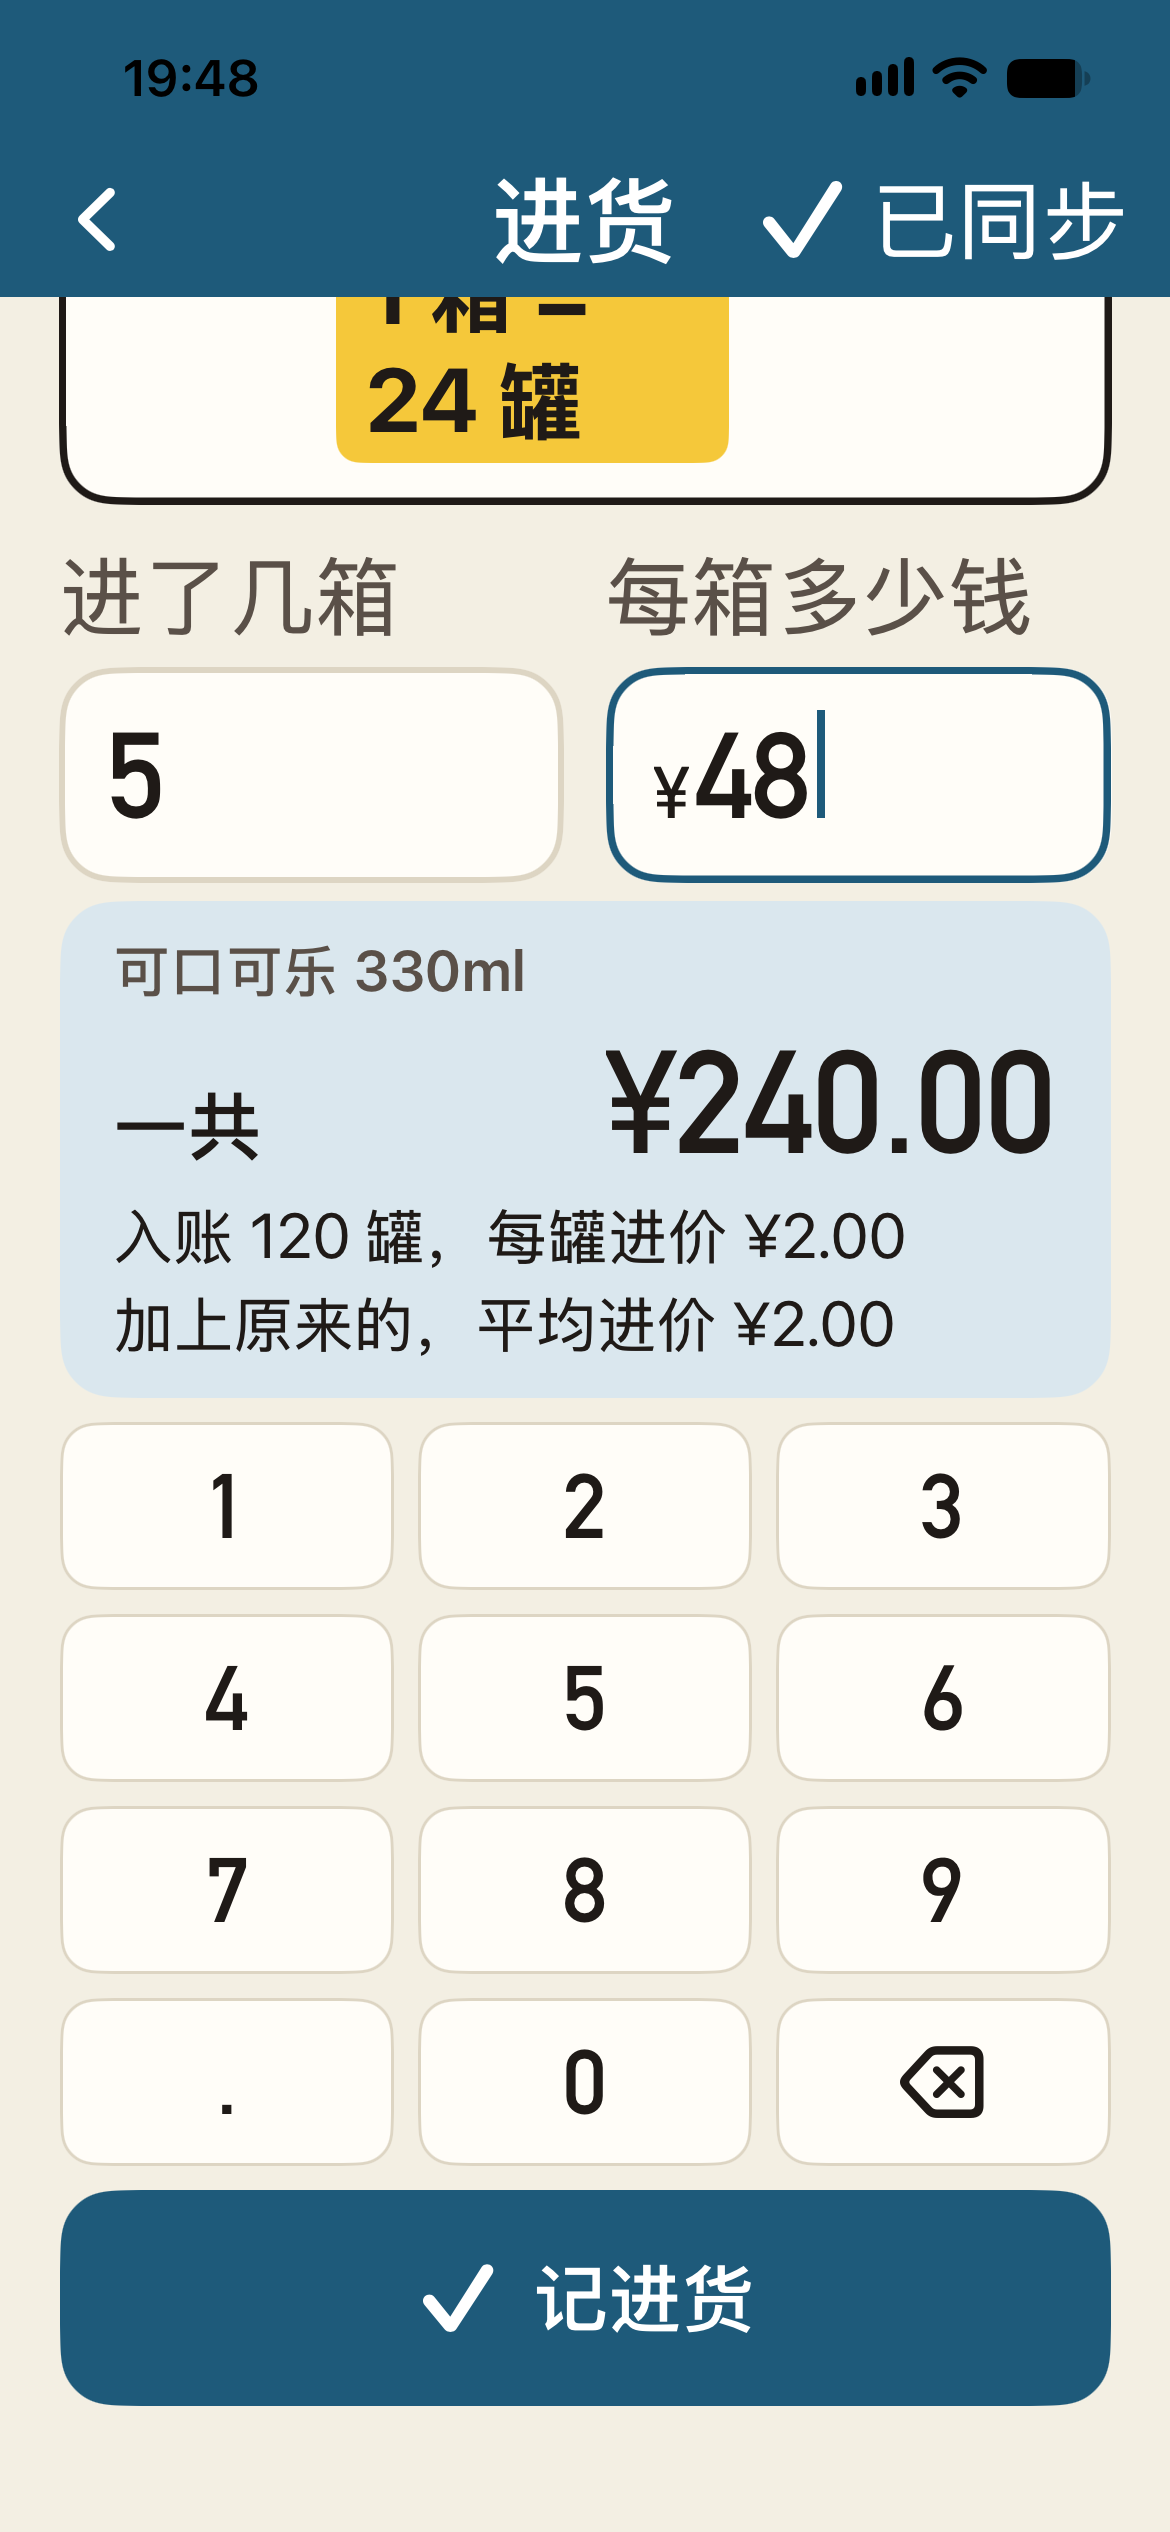 19:48
进货
已同步
1 箱 =
24 罐
进了几箱
每箱多少钱
5
¥48
可口可乐 330ml
一共
¥240.00
入账 120 罐，每罐进价 ¥2.00
加上原来的，平均进价 ¥2.00
1
2
3
4
5
6
7
8
9
.
0
记进货